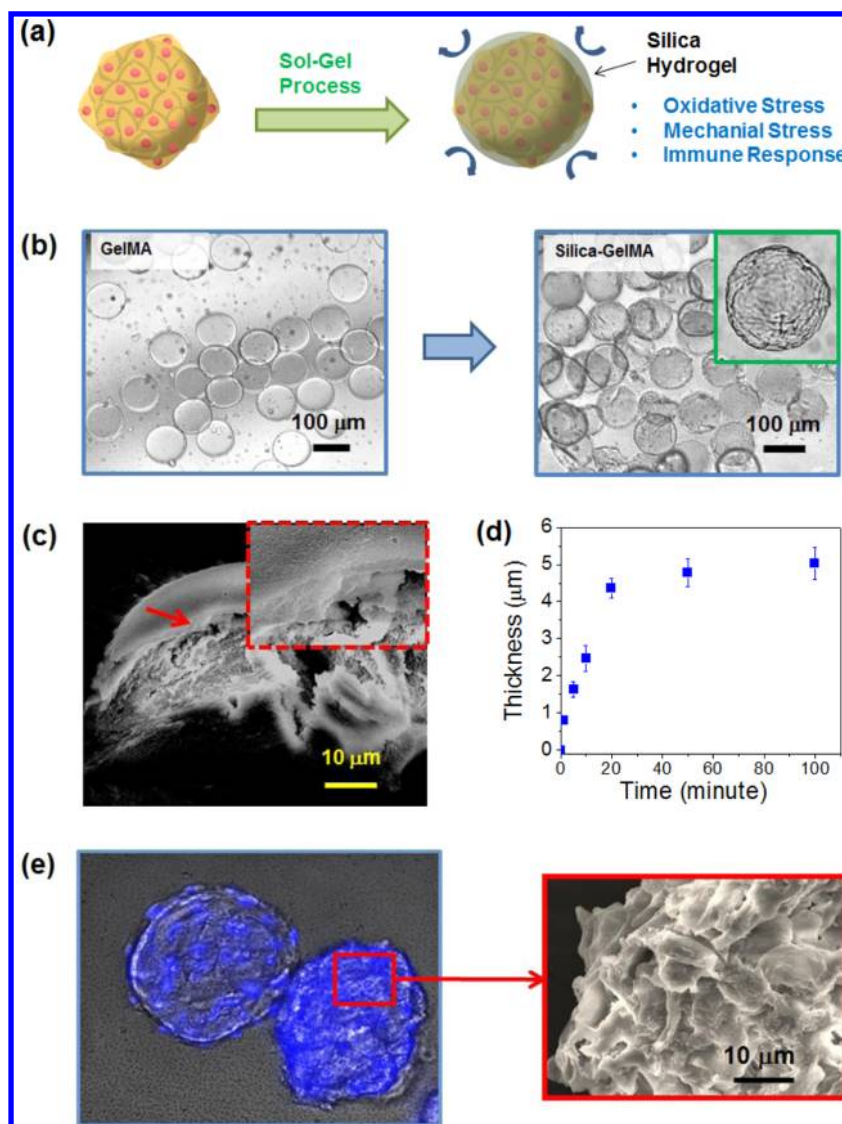 (a)
Sol-Gel
Process
Silica
Hydrogel
• Oxidative Stress
• Mechanial Stress
• Immune Response
(b)
GelMA
100 μm
Silica-GelMA
100 μm
(c)
10 μm
(d)
6
5
4
3
2
1
0
Thickness (μm)
0 20 40 60 80 100
Time (minute)
(e)
10 μm